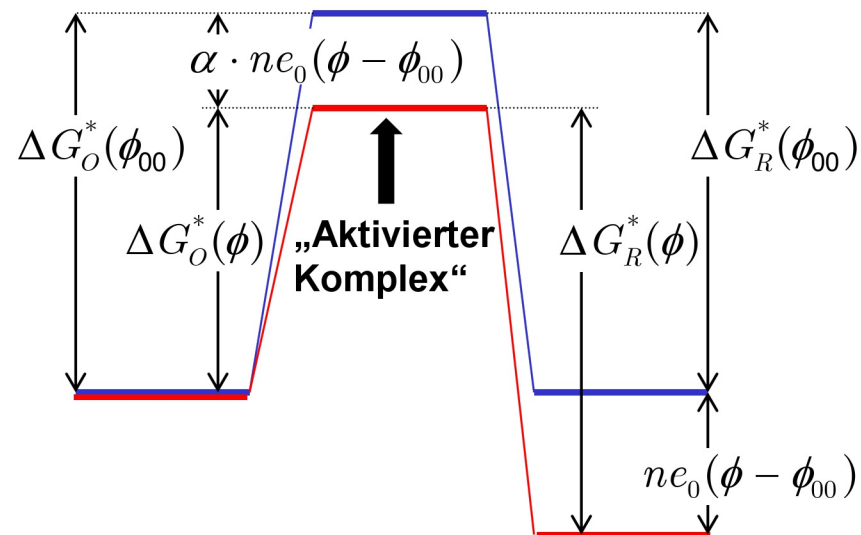 α · ne₀(ϕ − ϕ₀₀)
ΔG*_O(ϕ₀₀)
ΔG*_R(ϕ₀₀)
ΔG*_O(ϕ)
„Aktivierter
Komplex“
ΔG*_R(ϕ)
ne₀(ϕ − ϕ₀₀)